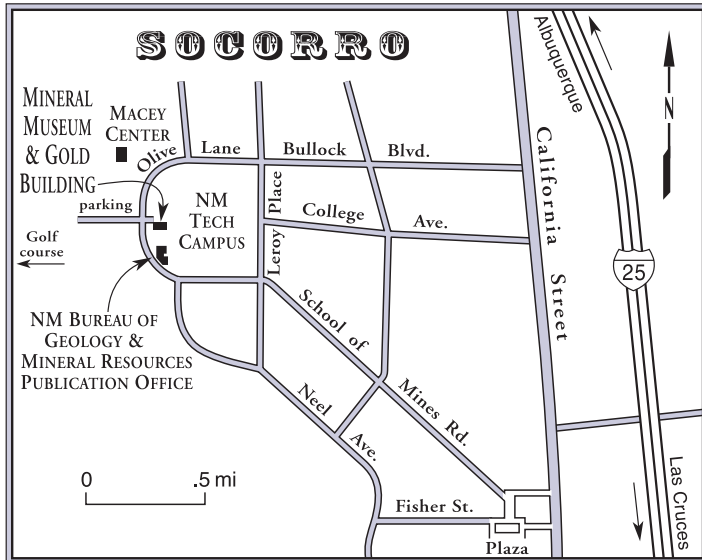 SOCORRO
MINERAL
MUSEUM
& GOLD
BUILDING
MACEY
CENTER
Olive Lane Bullock Blvd.
parking
Golf
course
NM
TECH
CAMPUS
Leroy Place
College Ave.
NM BUREAU OF
GEOLOGY &
MINERAL RESOURCES
PUBLICATION OFFICE
School of Mines Rd.
Neel Ave.
0 .5 mi
Fisher St.
Plaza
California Street
Albuquerque
N
25
Las Cruces